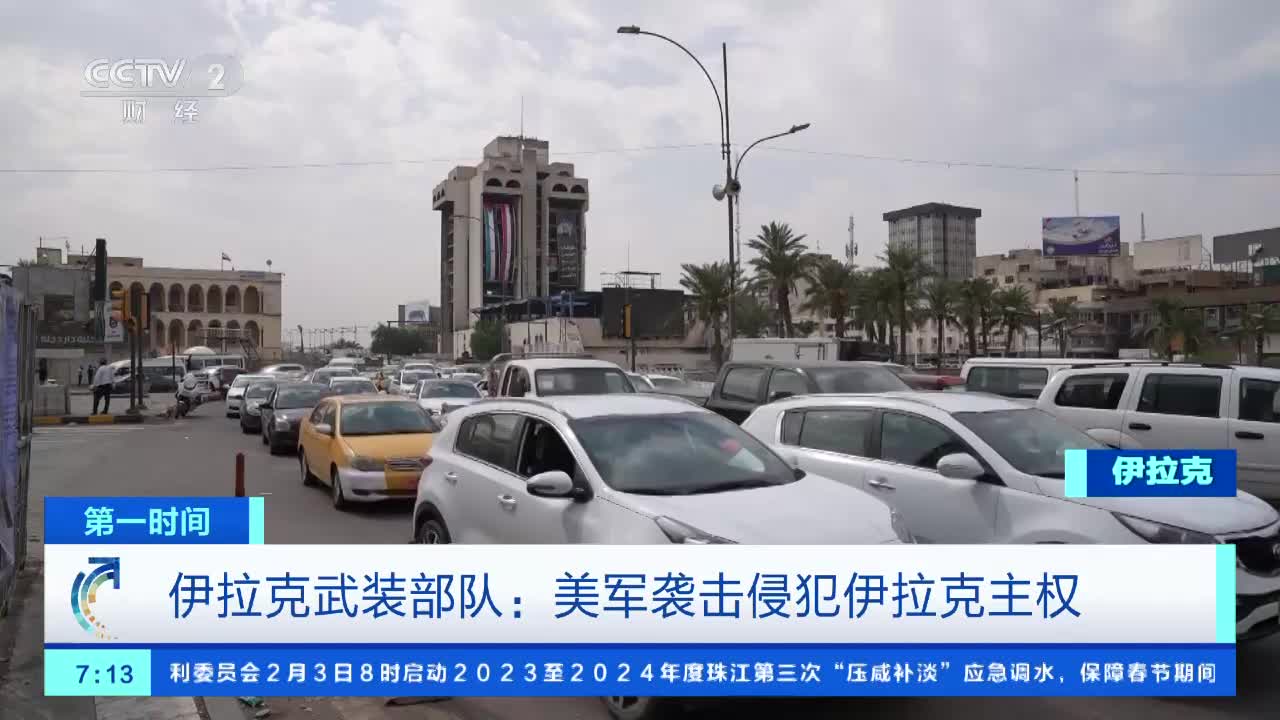 CCTV 2
财 经
伊拉克
第一时间
伊拉克武装部队：美军袭击侵犯伊拉克主权
7:13
利委员会2月3日8时启动2023至2024年度珠江第三次“压咸补淡”应急调水，保障春节期间